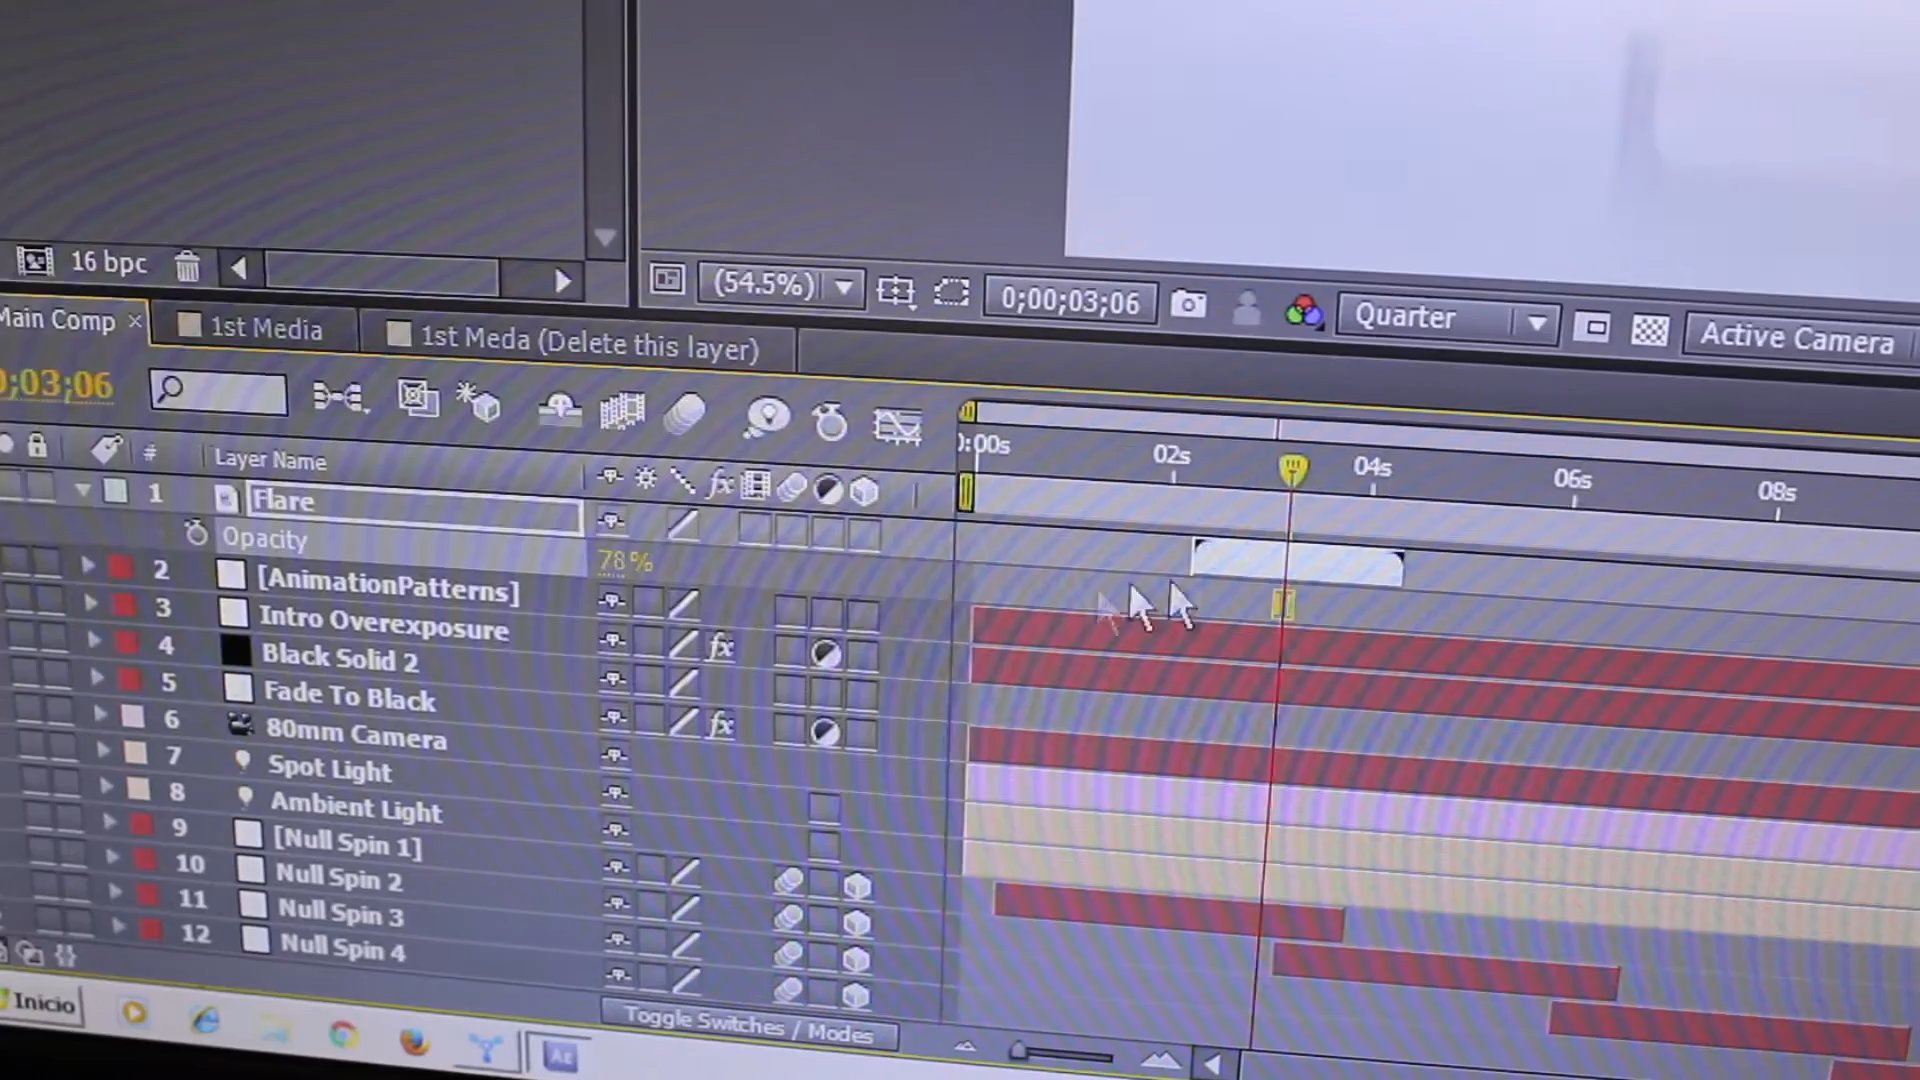 16 bpc
(54.5%)
0;00;03;06
Quarter
Active Camera
Main Comp ×
1st Media
1st Meda (Delete this layer)
0;03;06
# Layer Name
0:00s 02s 04s 06s 08s
1 Flare
Opacity 78%
2 [AnimationPatterns]
3 Intro Overexposure
4 Black Solid 2 fx
5 Fade To Black
6 80mm Camera fx
7 Spot Light
8 Ambient Light
9 [Null Spin 1]
10 Null Spin 2
11 Null Spin 3
12 Null Spin 4
Toggle Switches / Modes
Inicio
Ae